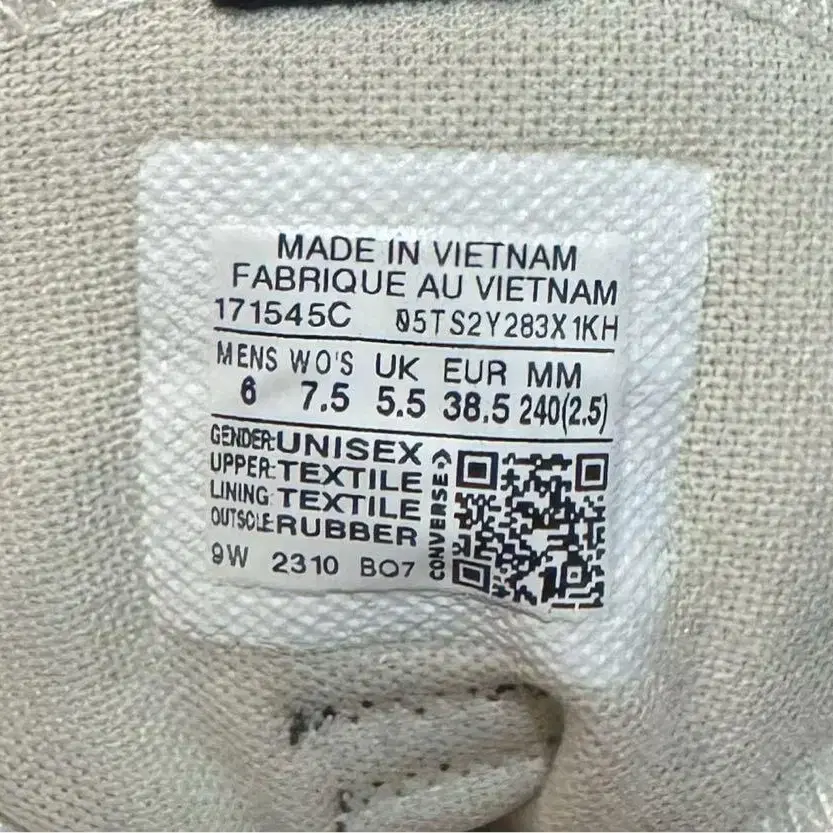 MADE IN VIETNAM
FABRIQUE AU VIETNAM
171545C 05TS2Y283X1KH
MENS WO'S UK EUR MM
6 7.5 5.5 38.5 240(2.5)
GENDER:UNISEX
UPPER:TEXTILE
LINING:TEXTILE
OUTSOLE:RUBBER
9W 2310 BO7
CONVERSE